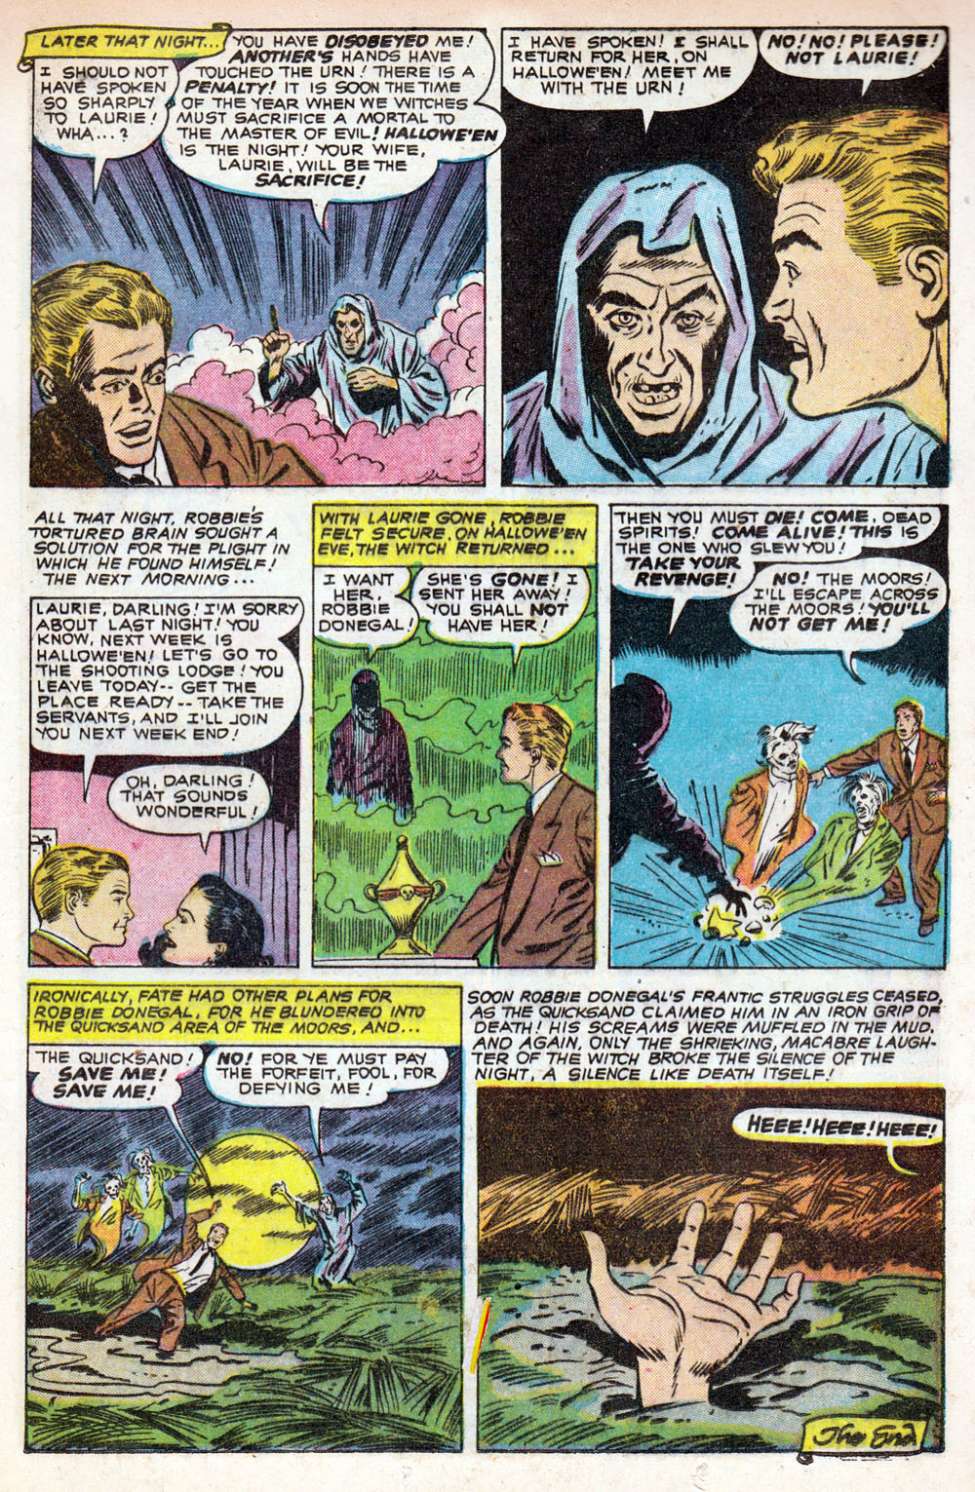 LATER THAT NIGHT...
I SHOULD NOT
HAVE SPOKEN
SO SHARPLY
TO LAURIE!
WHA...?
YOU HAVE DISOBEYED ME!
ANOTHER'S HANDS HAVE
TOUCHED THE URN! THERE IS A
PENALTY! IT IS SOON THE TIME
OF THE YEAR WHEN WE WITCHES
MUST SACRIFICE A MORTAL TO
THE MASTER OF EVIL! HALLOWE'EN
IS THE NIGHT! YOUR WIFE,
LAURIE, WILL BE THE
SACRIFICE!
I HAVE SPOKEN! I SHALL
RETURN FOR HER, ON
HALLOWE'EN! MEET ME
WITH THE URN!
NO! NO! PLEASE!
NOT LAURIE!
ALL THAT NIGHT, ROBBIE'S
TORTURED BRAIN SOUGHT A
SOLUTION FOR THE PLIGHT IN
WHICH HE FOUND HIMSELF!
THE NEXT MORNING...
LAURIE, DARLING! I'M SORRY
ABOUT LAST NIGHT! YOU
KNOW, NEXT WEEK IS
HALLOWE'EN! LET'S GO TO
THE SHOOTING LODGE! YOU
LEAVE TODAY-- GET THE
PLACE READY-- TAKE THE
SERVANTS, AND I'LL JOIN
YOU NEXT WEEK END!
OH, DARLING!
THAT SOUNDS
WONDERFUL!
WITH LAURIE GONE, ROBBIE
FELT SECURE. ON HALLOWE'EN
EVE, THE WITCH RETURNED...
I WANT
HER,
ROBBIE
DONEGAL!
SHE'S GONE! I
SENT HER AWAY!
YOU SHALL NOT
HAVE HER!
THEN YOU MUST DIE! COME, DEAD
SPIRITS! COME ALIVE! THIS IS
THE ONE WHO SLEW YOU!
TAKE YOUR
REVENGE!
NO! THE MOORS!
I'LL ESCAPE ACROSS
THE MOORS! YOU'LL
NOT GET ME!
IRONICALLY, FATE HAD OTHER PLANS FOR
ROBBIE DONEGAL, FOR HE BLUNDERED INTO
THE QUICKSAND AREA OF THE MOORS, AND...
THE QUICKSAND!
SAVE ME!
SAVE ME!
NO! FOR YE MUST PAY
THE FORFEIT, FOOL, FOR
DEFYING ME!
SOON ROBBIE DONEGAL'S FRANTIC STRUGGLES CEASED,
AS THE QUICKSAND CLAIMED HIM IN AN IRON GRIP OF
DEATH! HIS SCREAMS WERE MUFFLED IN THE MUD.
AND AGAIN, ONLY THE SHRIEKING, MACABRE LAUGH-
TER OF THE WITCH BROKE THE SILENCE OF THE
NIGHT, A SILENCE LIKE DEATH ITSELF!
HEEE! HEEE! HEEE!
The End.